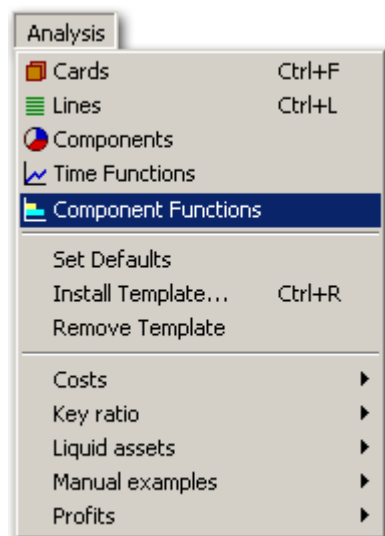 Analysis
Cards Ctrl+F
Lines Ctrl+L
Components
Time Functions
Component Functions
Set Defaults
Install Template... Ctrl+R
Remove Template
Costs
Key ratio
Liquid assets
Manual examples
Profits